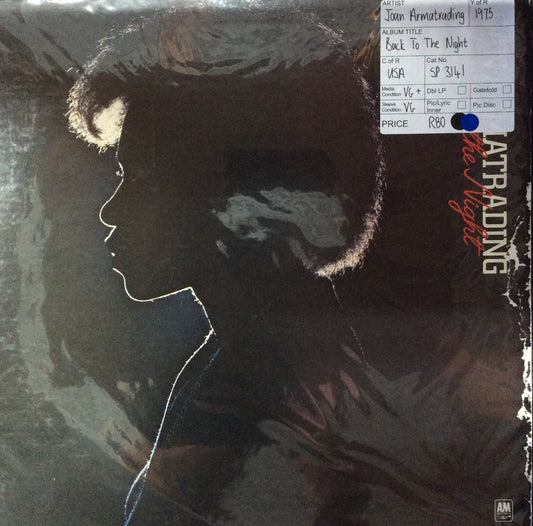 ARTIST
Y of R
Joan Armatrading
1975
ALBUM TITLE
Back To The Night
C of R
Cat No.
USA
SP 3141
Media Condition VG +
Dbl LP
Gatefold
Sleeve Condition VG
Pic/Lyric Inner
Pic Disc
PRICE
R80
ATRADING
the Night
AM